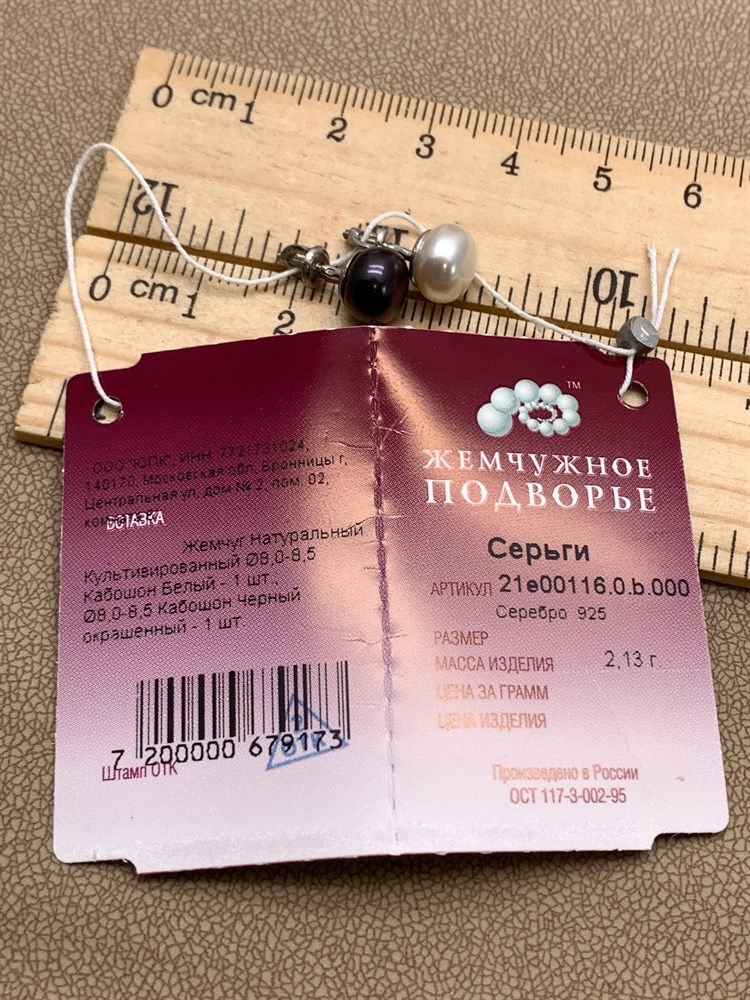 0 cm 1 2 3 4 5 6
12 11 10
0 cm 1 2
ООО "ЮПК", ИНН 7721731024,
140170, Московская обл, Бронницы г,
Центральная ул, дом № 2, пом. 02,
ВСТАВКА
Жемчуг Натуральный
Культивированный Ø8,0-8,5
Кабошон Белый - 1 шт.,
Ø8,0-8,5 Кабошон Черный
окрашенный - 1 шт.
7 200000 679173
Штамп ОТК
TM
ЖЕМЧУЖНОЕ
ПОДВОРЬЕ
Серьги
АРТИКУЛ 21е00116.0.b.000
Серебро 925
РАЗМЕР
МАССА ИЗДЕЛИЯ 2,13 г.
ЦЕНА ЗА ГРАММ
ЦЕНА ИЗДЕЛИЯ
Произведено в России
ОСТ 117-3-002-95